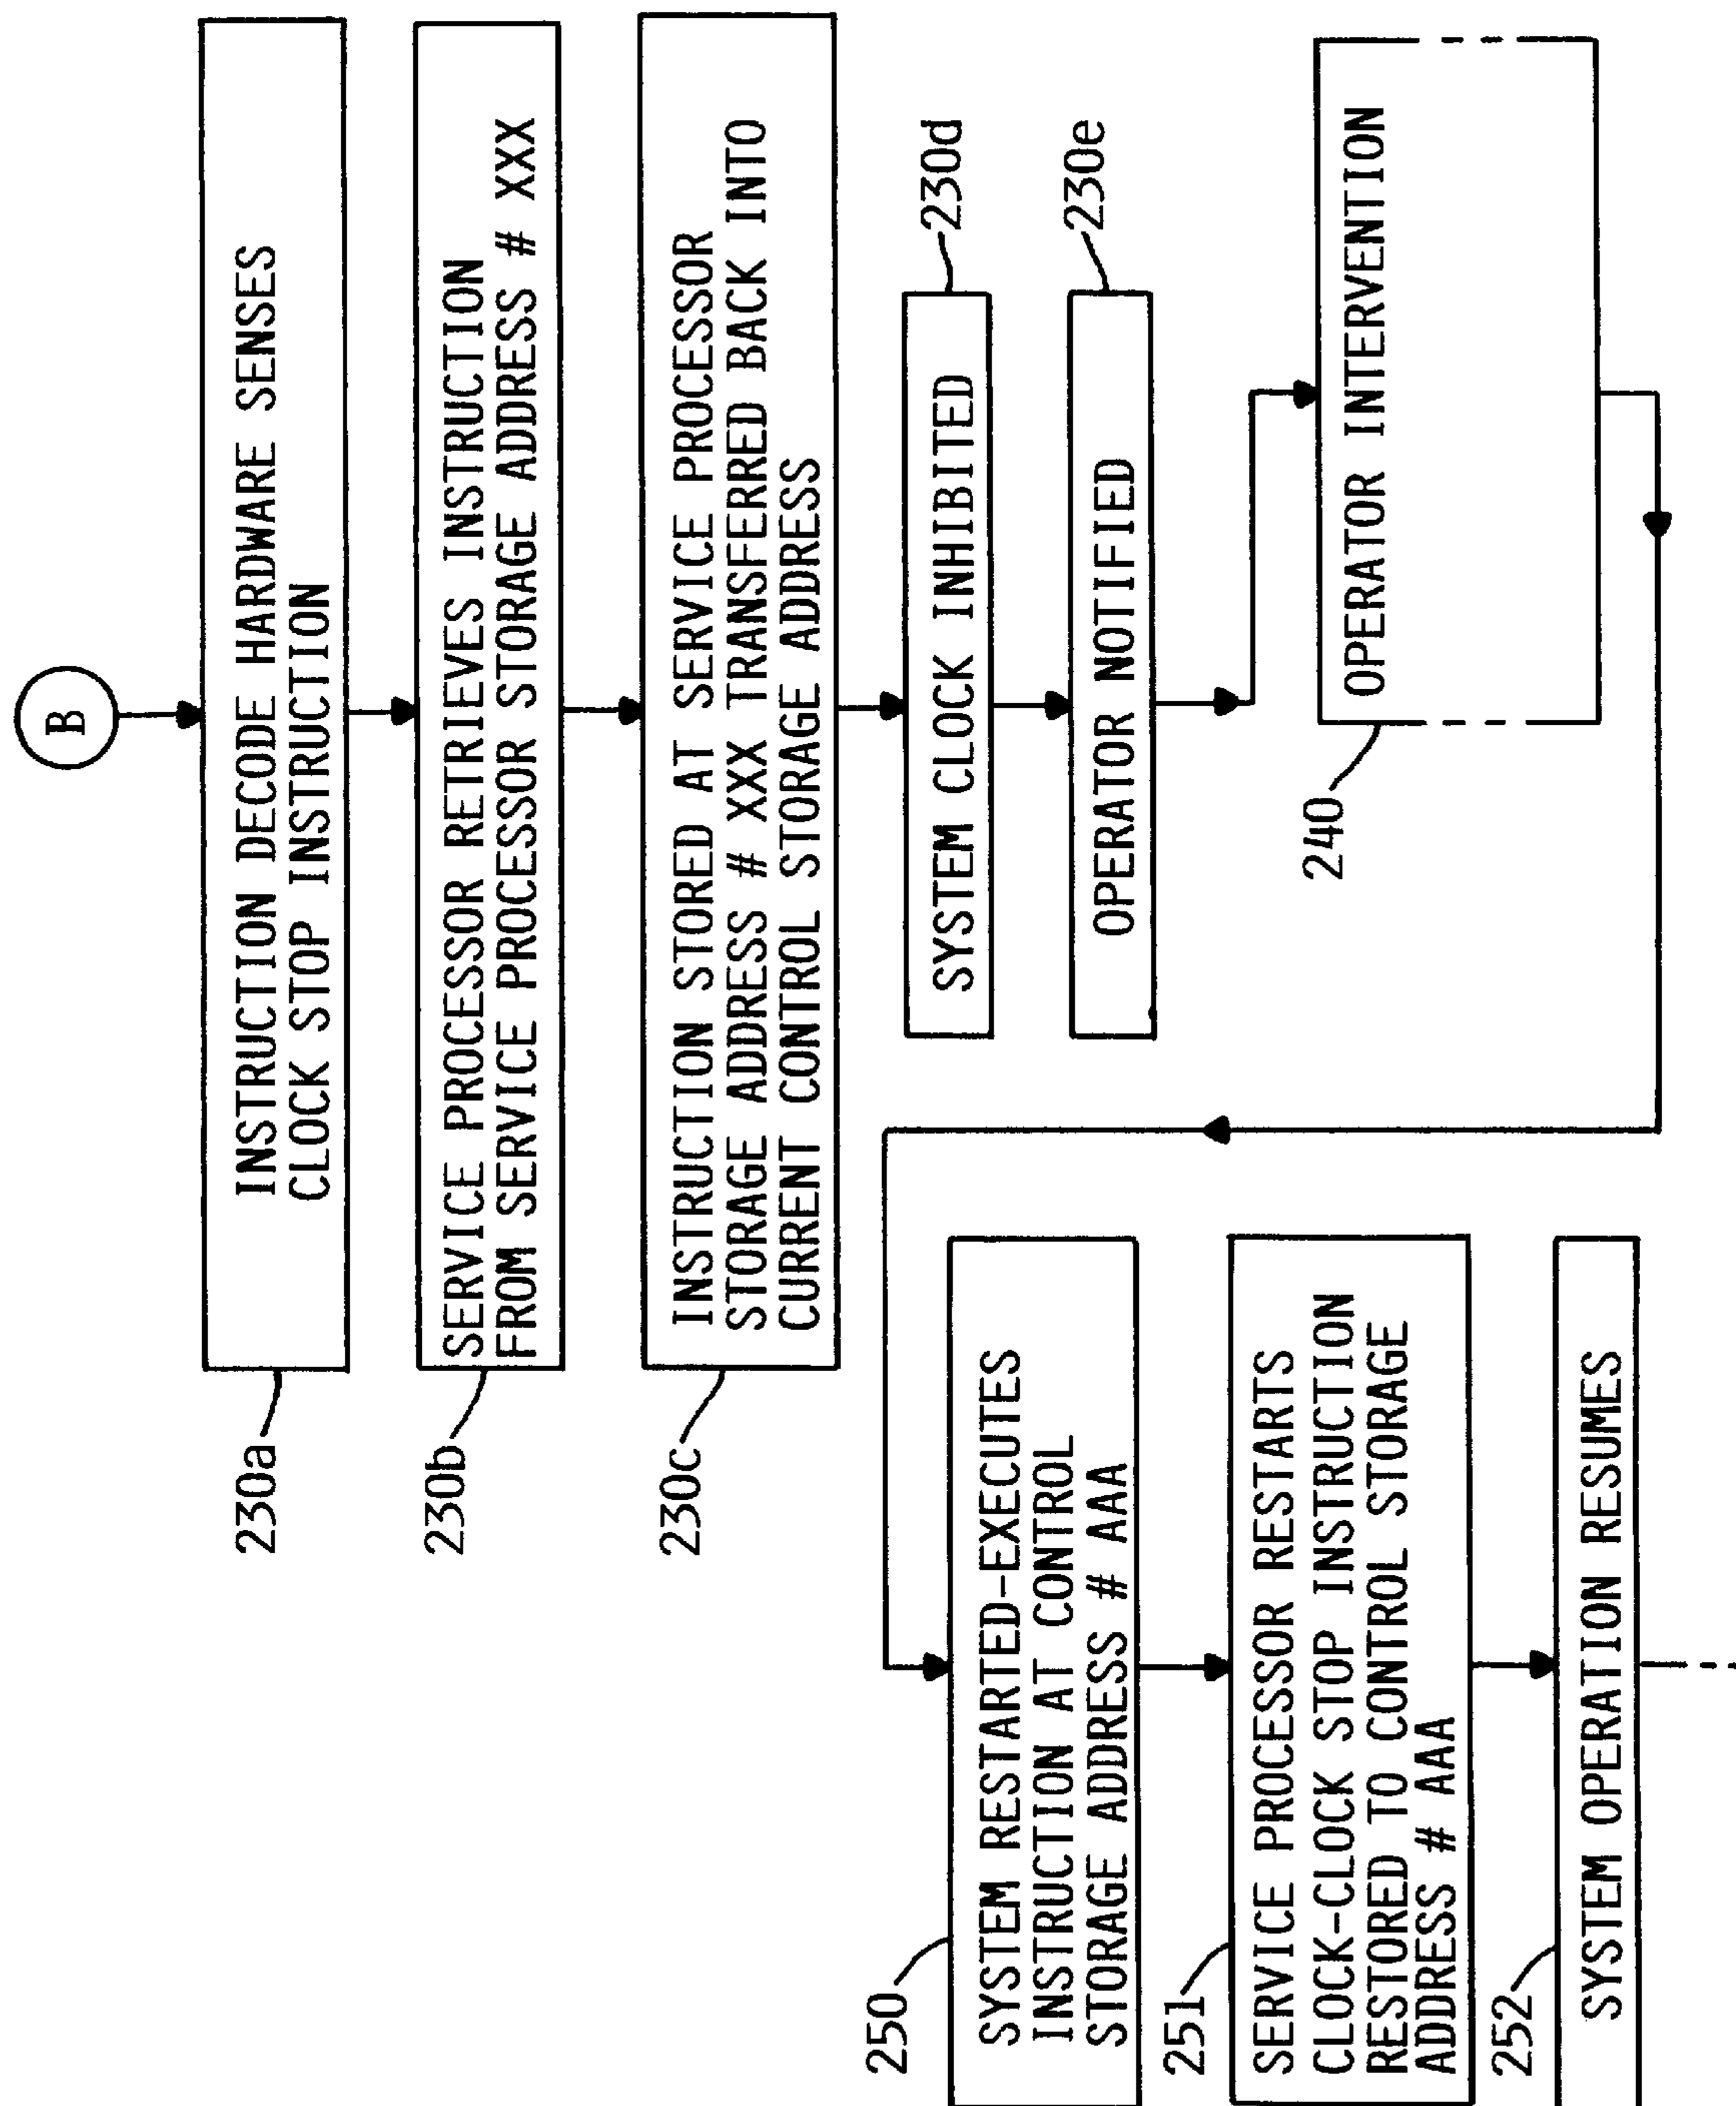 B
230a
INSTRUCTION DECODE HARDWARE SENSES
CLOCK STOP INSTRUCTION
230b
SERVICE PROCESSOR RETRIEVES INSTRUCTION
FROM SERVICE PROCESSOR STORAGE ADDRESS # XXX
230c
INSTRUCTION STORED AT SERVICE PROCESSOR
STORAGE ADDRESS # XXX TRANSFERRED BACK INTO
CURRENT CONTROL STORAGE ADDRESS
SYSTEM CLOCK INHIBITED
230d
OPERATOR NOTIFIED
230e
240
OPERATOR INTERVENTION
250
SYSTEM RESTARTED-EXECUTES
INSTRUCTION AT CONTROL
STORAGE ADDRESS # AAA
251
SERVICE PROCESSOR RESTARTS
CLOCK-CLOCK STOP INSTRUCTION
RESTORED TO CONTROL STORAGE
ADDRESS # AAA
252
SYSTEM OPERATION RESUMES